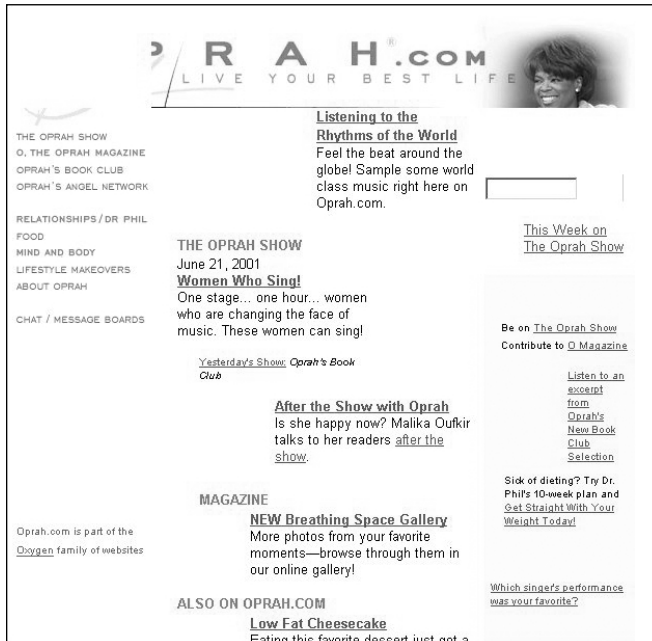 RAH®.COM
LIVE YOUR BEST LIFE
THE OPRAH SHOW
O, THE OPRAH MAGAZINE
OPRAH'S BOOK CLUB
OPRAH'S ANGEL NETWORK
RELATIONSHIPS/DR PHIL
FOOD
MIND AND BODY
LIFESTYLE MAKEOVERS
ABOUT OPRAH
CHAT / MESSAGE BOARDS
Oprah.com is part of the
Oxygen family of websites
Listening to the
Rhythms of the World
Feel the beat around the
globe! Sample some world
class music right here on
Oprah.com.
THE OPRAH SHOW
June 21, 2001
Women Who Sing!
One stage... one hour... women
who are changing the face of
music. These women can sing!
Yesterday's Show: Oprah's Book
Club
After the Show with Oprah
Is she happy now? Malika Oufkir
talks to her readers after the
show.
MAGAZINE
NEW Breathing Space Gallery
More photos from your favorite
moments—browse through them in
our online gallery!
ALSO ON OPRAH.COM
Low Fat Cheesecake
Eating this favorite dessert just got a
This Week on
The Oprah Show
Be on The Oprah Show
Contribute to O Magazine
Listen to an
excerpt
from
Oprah's
New Book
Club
Selection
Sick of dieting? Try Dr.
Phil's 10-week plan and
Get Straight With Your
Weight Today!
Which singer's performance
was your favorite?